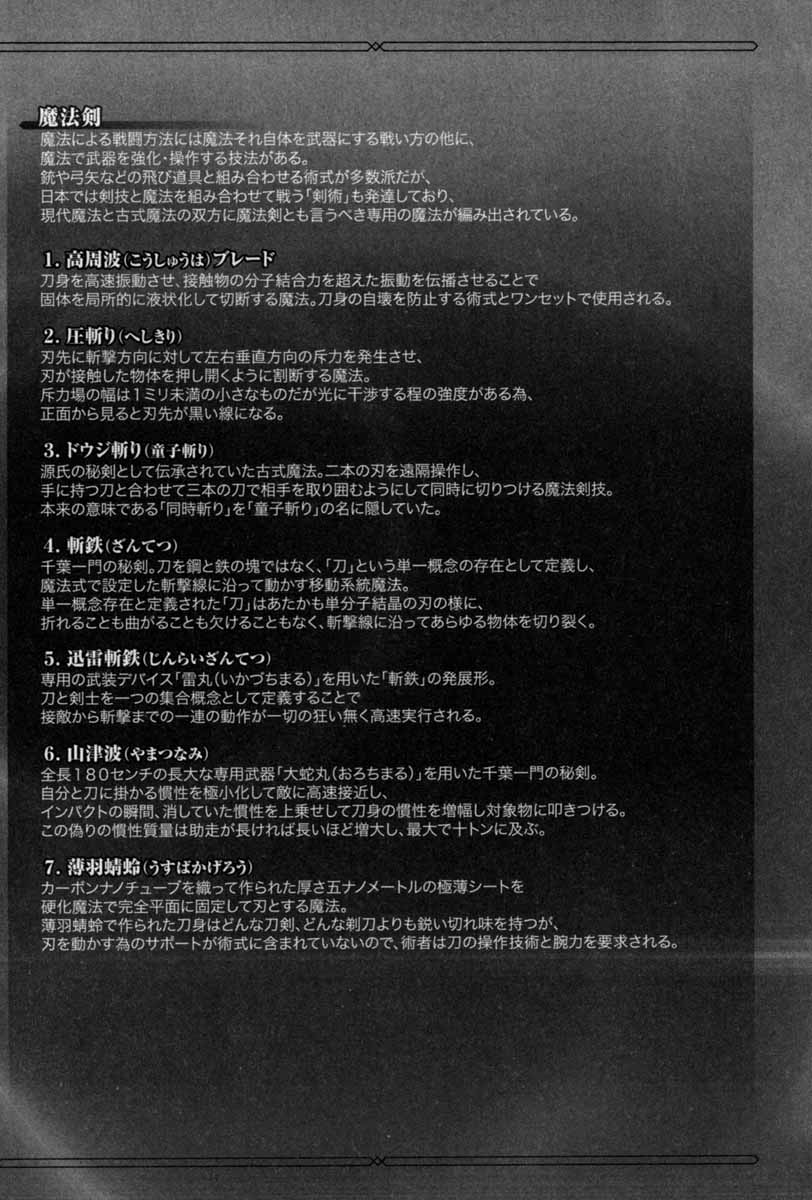 魔法剣
魔法による戦闘方法には魔法それ自体を武器にする戦い方の他に、
魔法で武器を強化・操作する技法がある。
銃や弓矢などの飛び道具と組み合わせる術式が多数派だが、
日本では剣技と魔法を組み合わせて戦う「剣術」も発達しており、
現代魔法と古式魔法の双方に魔法剣とも言うべき専用の魔法が編み出されている。
1. 高周波(こうしゅうは)ブレード
刀身を高速振動させ、接触物の分子結合力を超えた振動を伝播させることで
固体を局所的に液状化して切断する魔法。刀身の自壊を防止する術式とワンセットで使用される。
2. 圧斬り(へしきり)
刃先に斬撃方向に対して左右垂直方向の斥力を発生させ、
刃が接触した物体を押し開くように割断する魔法。
斥力場の幅は1ミリ未満の小さなものだが光に干渉する程の強度がある為、
正面から見ると刃先が黒い線になる。
3. ドウジ斬り(童子斬り)
源氏の秘剣として伝承されていた古式魔法。二本の刃を遠隔操作し、
手に持つ刀と合わせて三本の刀で相手を取り囲むようにして同時に切りつける魔法剣技。
本来の意味である「同時斬り」を「童子斬り」の名に隠していた。
4. 斬鉄(ざんてつ)
千葉一門の秘剣。刀を鋼と鉄の塊ではなく、「刀」という単一概念の存在として定義し、
魔法式で設定した斬撃線に沿って動かす移動系統魔法。
単一概念存在と定義された「刀」はあたかも単分子結晶の刃の様に、
折れることも曲がることも欠けることもなく、斬撃線に沿ってあらゆる物体を切り裂く。
5. 迅雷斬鉄(じんらいざんてつ)
専用の武装デバイス「雷丸(いかづちまる)」を用いた「斬鉄」の発展形。
刀と剣士を一つの集合概念として定義することで
接敵から斬撃までの一連の動作が一切の狂い無く高速実行される。
6. 山津波(やまつなみ)
全長180センチの長大な専用武器「大蛇丸(おろちまる)」を用いた千葉一門の秘剣。
自分と刀に掛かる慣性を極小化して敵に高速接近し、
インパクトの瞬間、消していた慣性を上乗せして刀身の慣性を増幅し対象物に叩きつける。
この偽りの慣性質量は助走が長ければ長いほど増大し、最大で十トンに及ぶ。
7. 薄羽蜻蛉(うすばかげろう)
カーボンナノチューブを織って作られた厚さ五ナノメートルの極薄シートを
硬化魔法で完全平面に固定して刃とする魔法。
薄羽蜻蛉で作られた刀身はどんな刀剣、どんな剃刀よりも鋭い切れ味を持つが、
刃を動かす為のサポートが術式に含まれていないので、術者は刀の操作技術と腕力を要求される。